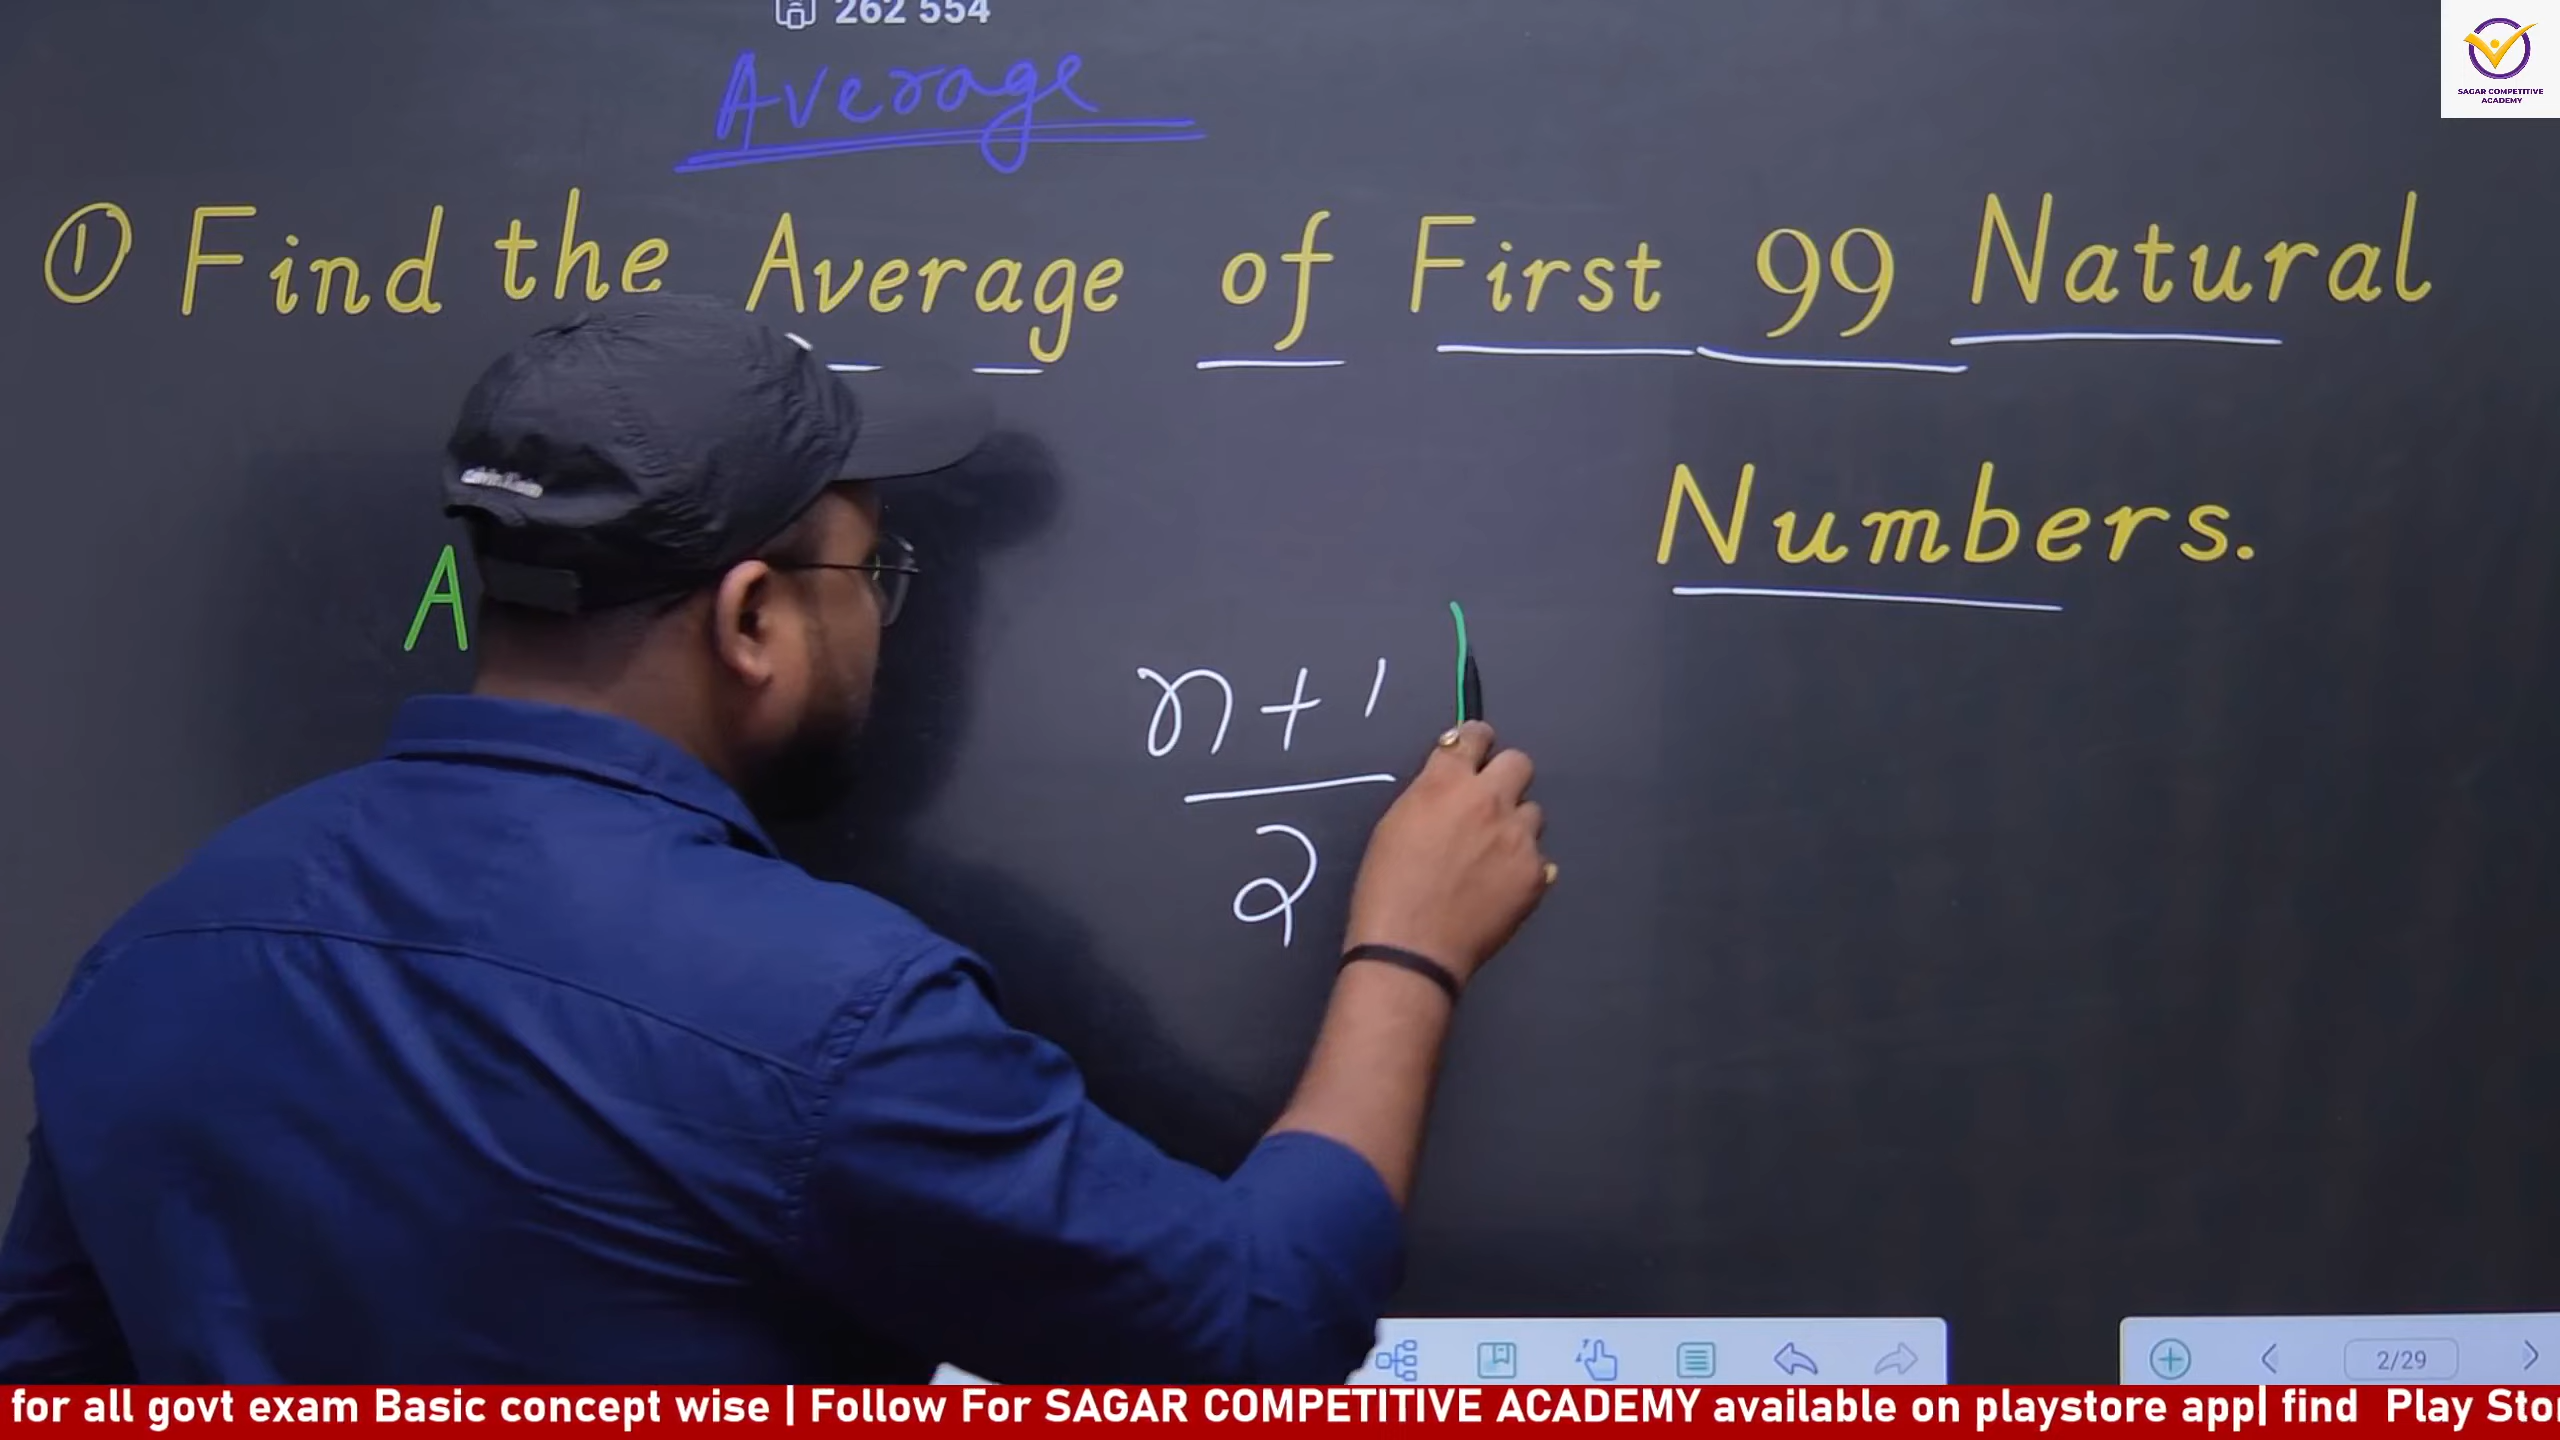 262 554
SAGAR COMPETITIVE
ACADEMY
Average
① Find the Average of First 99 Natural
Numbers.
A
n+1
2
2/29
for all govt exam Basic concept wise | Follow For SAGAR COMPETITIVE ACADEMY available on playstore app| find Play